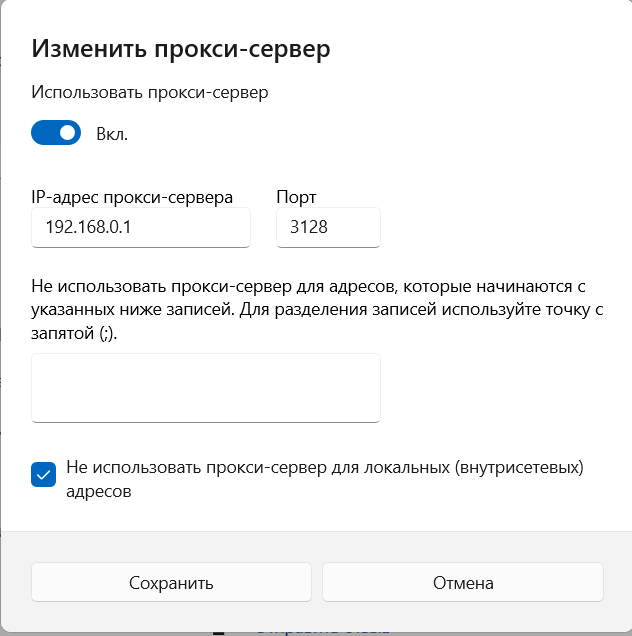 Изменить прокси-сервер
Использовать прокси-сервер
Вкл.
IP-адрес прокси-сервера Порт
192.168.0.1 3128
Не использовать прокси-сервер для адресов, которые начинаются с
указанных ниже записей. Для разделения записей используйте точку с
запятой (;).
Не использовать прокси-сервер для локальных (внутрисетевых)
адресов
Сохранить Отмена